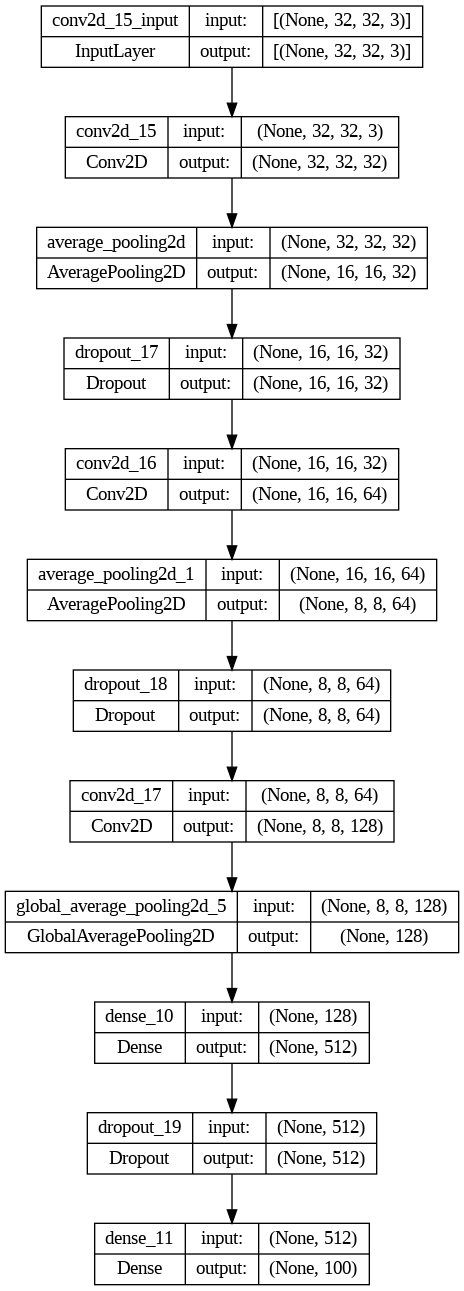 conv2d_15_input input: [(None, 32, 32, 3)]
InputLayer output: [(None, 32, 32, 3)]
conv2d_15 input: (None, 32, 32, 3)
Conv2D output: (None, 32, 32, 32)
average_pooling2d input: (None, 32, 32, 32)
AveragePooling2D output: (None, 16, 16, 32)
dropout_17 input: (None, 16, 16, 32)
Dropout output: (None, 16, 16, 32)
conv2d_16 input: (None, 16, 16, 32)
Conv2D output: (None, 16, 16, 64)
average_pooling2d_1 input: (None, 16, 16, 64)
AveragePooling2D output: (None, 8, 8, 64)
dropout_18 input: (None, 8, 8, 64)
Dropout output: (None, 8, 8, 64)
conv2d_17 input: (None, 8, 8, 64)
Conv2D output: (None, 8, 8, 128)
global_average_pooling2d_5 input: (None, 8, 8, 128)
GlobalAveragePooling2D output: (None, 128)
dense_10 input: (None, 128)
Dense output: (None, 512)
dropout_19 input: (None, 512)
Dropout output: (None, 512)
dense_11 input: (None, 512)
Dense output: (None, 100)